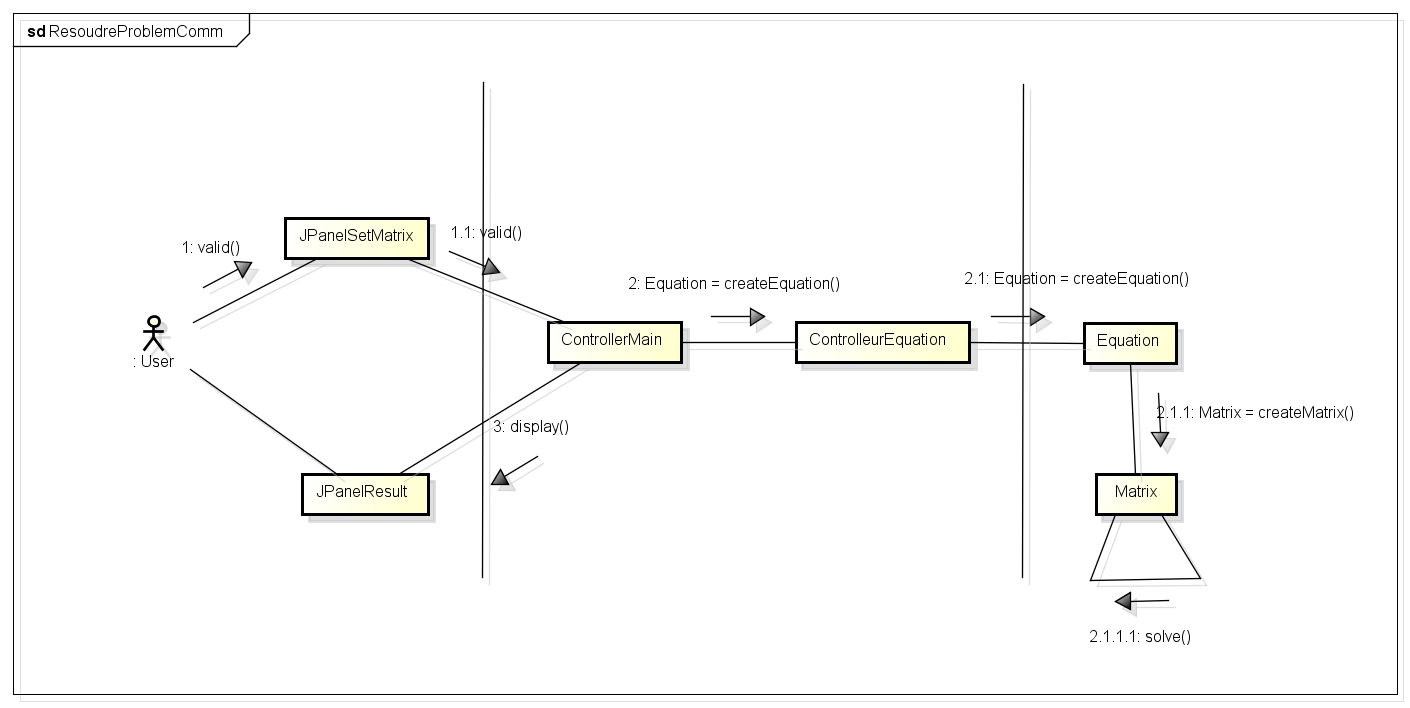 sd ResoudreProblemComm
1: valid()
JPanelSetMatrix
1.1: valid()
2: Equation = createEquation()
2.1: Equation = createEquation()
: User
ControllerMain
ControlleurEquation
Equation
3: display()
2.1.1: Matrix = createMatrix()
JPanelResult
Matrix
2.1.1.1: solve()